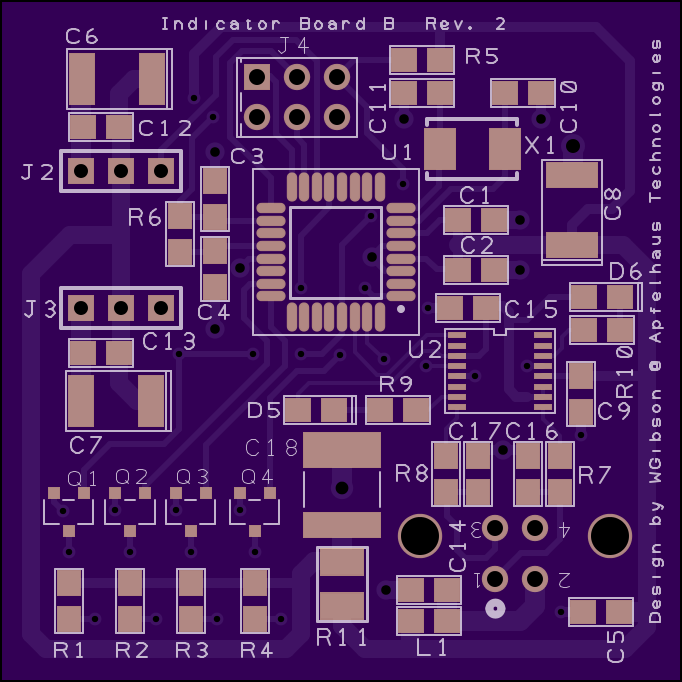 Indicator Board B Rev. 2
C6
J4
R5
C11
C10
C12
U1
X1
J2
C3
R6
C1
C8
C2
D6
J3
C4
C15
C13
U2
R10
R9
D5
C9
C7
C18
C17
C16
R8
R7
Q1
Q2
Q3
Q4
C14
3
4
1
2
R1
R2
R3
R4
R11
L1
C5
Design by WGibson @ Apfelhaus Technologies